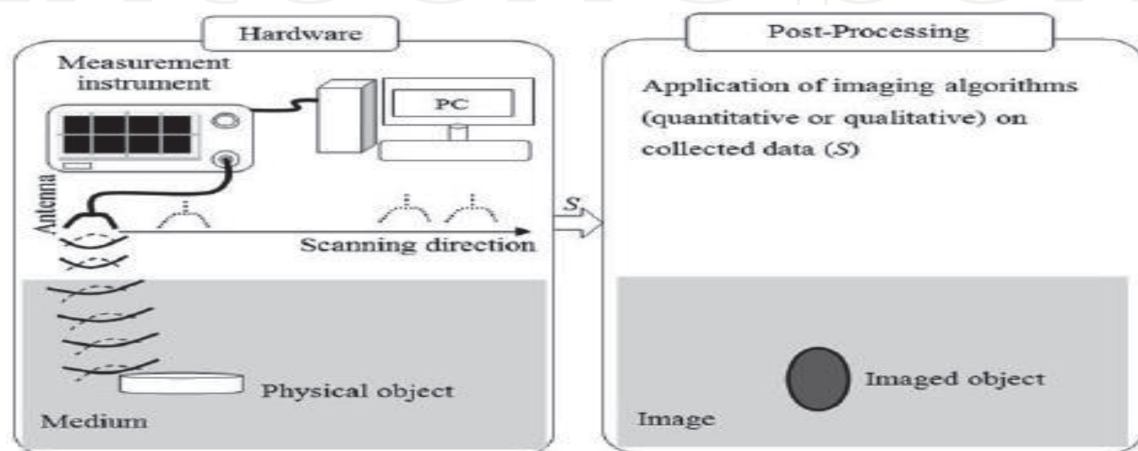 Hardware
Measurement
instrument
PC
Antenna
Scanning direction
Physical object
Medium
S
Post-Processing
Application of imaging algorithms
(quantitative or qualitative) on
collected data (S)
Imaged object
Image